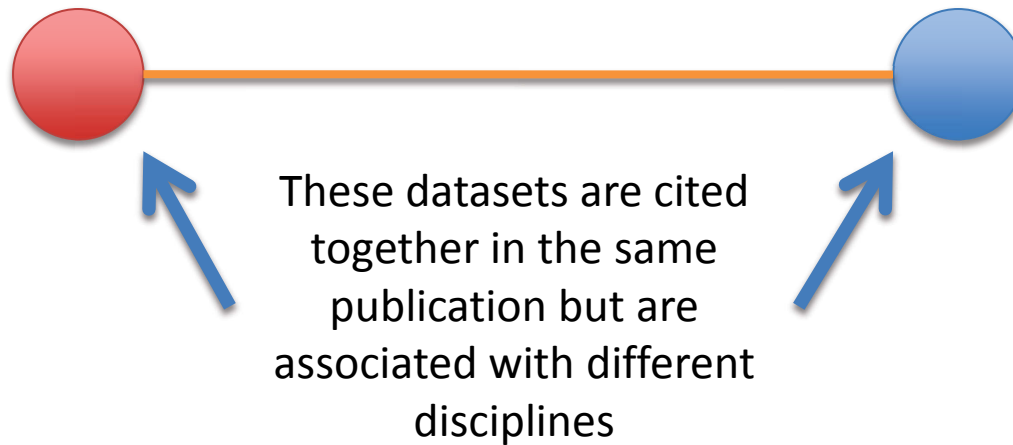 These datasets are cited
together in the same
publication but are
associated with different
disciplines